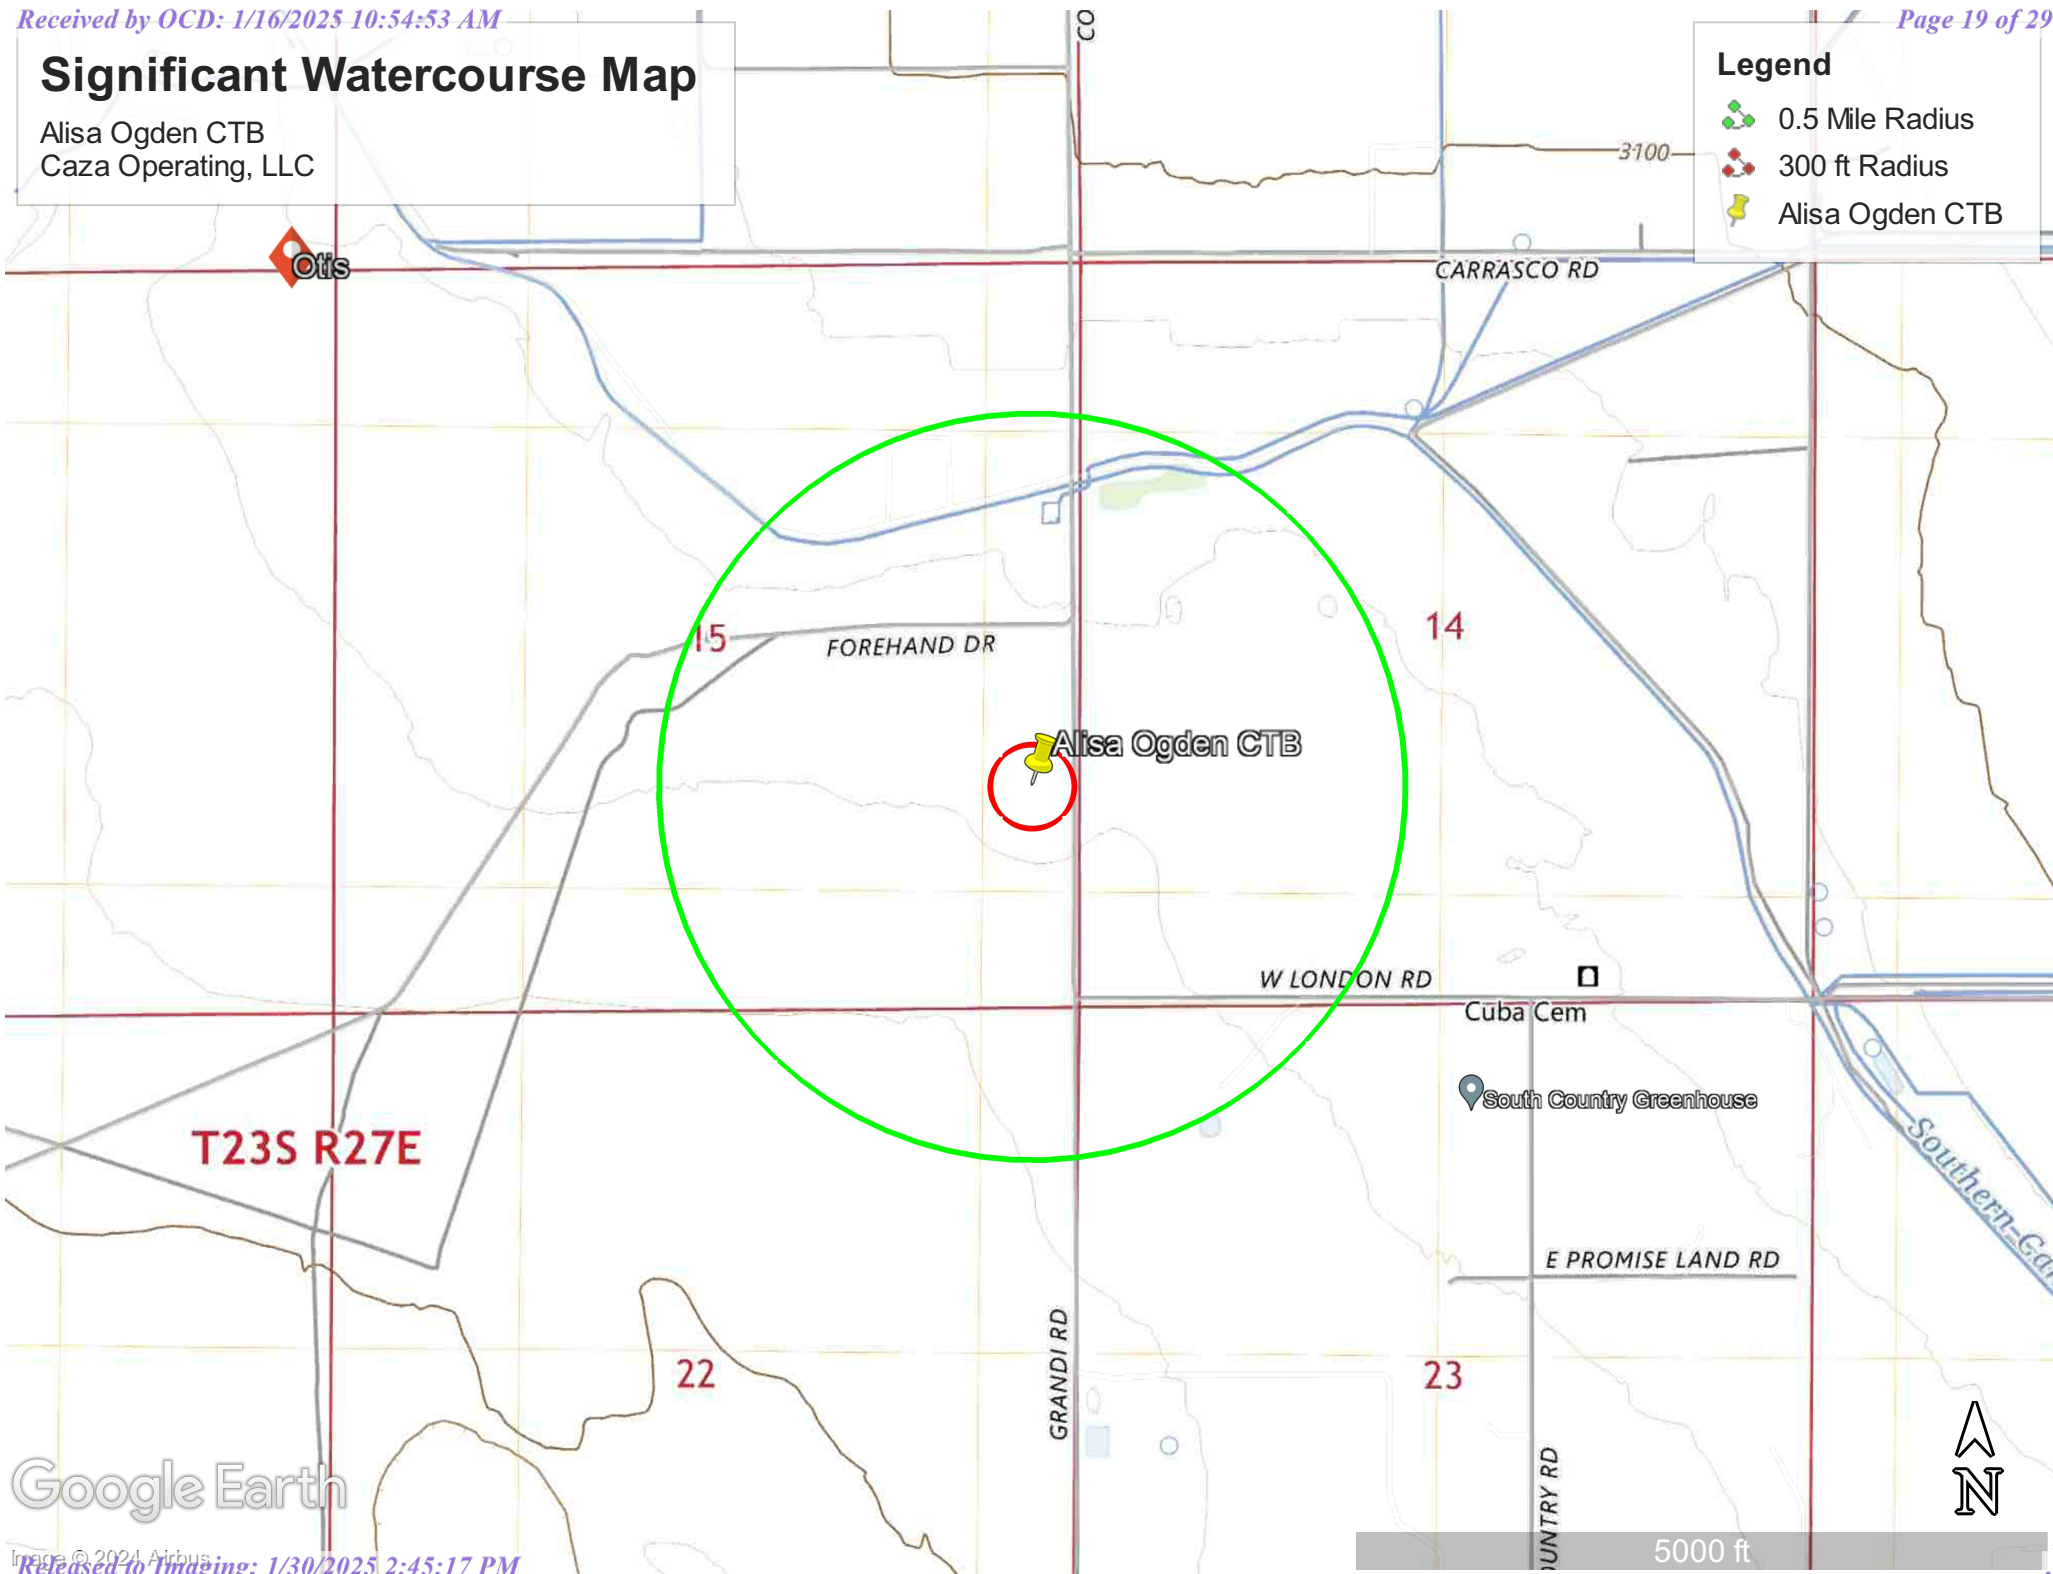 Received by OCD: 1/16/2025 10:54:53 AM
Page 19 of 29
Significant Watercourse Map
Alisa Ogden CTB
Caza Operating, LLC
Legend
0.5 Mile Radius
300 ft Radius
Alisa Ogden CTB
CO
3100
Otis
CARRASCO RD
15
FOREHAND DR
14
Alisa Ogden CTB
W LONDON RD
Cuba Cem
South Country Greenhouse
T23S R27E
Southern-Can
E PROMISE LAND RD
GRANDI RD
22
23
OUNTRY RD
N
Google Earth
5000 ft
Image © 2024 Airbus
Released to Imaging: 1/30/2025 2:45:17 PM